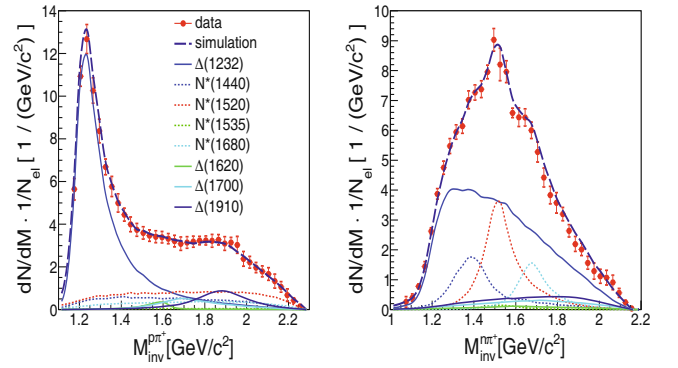 dN/dM · 1/N_el [ 1 / (GeV/c²) ]
14
12
10
8
6
4
2
0
1.2
1.4
1.6
1.8
2
2.2
M_inv^pπ⁺ [GeV/c²]
data
simulation
Δ(1232)
N*(1440)
N*(1520)
N*(1535)
N*(1680)
Δ(1620)
Δ(1700)
Δ(1910)
dN/dM · 1/N_el [ 1 / (GeV/c²) ]
10
9
8
7
6
5
4
3
2
1
0
1
1.2
1.4
1.6
1.8
2
2.2
M_inv^nπ⁺ [GeV/c²]